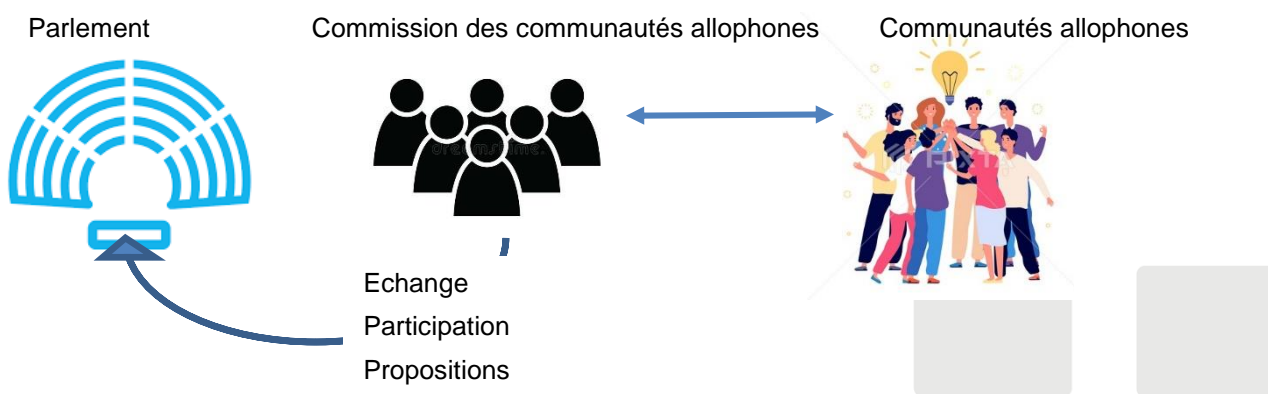 Parlement
Commission des communautés allophones
Communautés allophones
Echange
Participation
Propositions